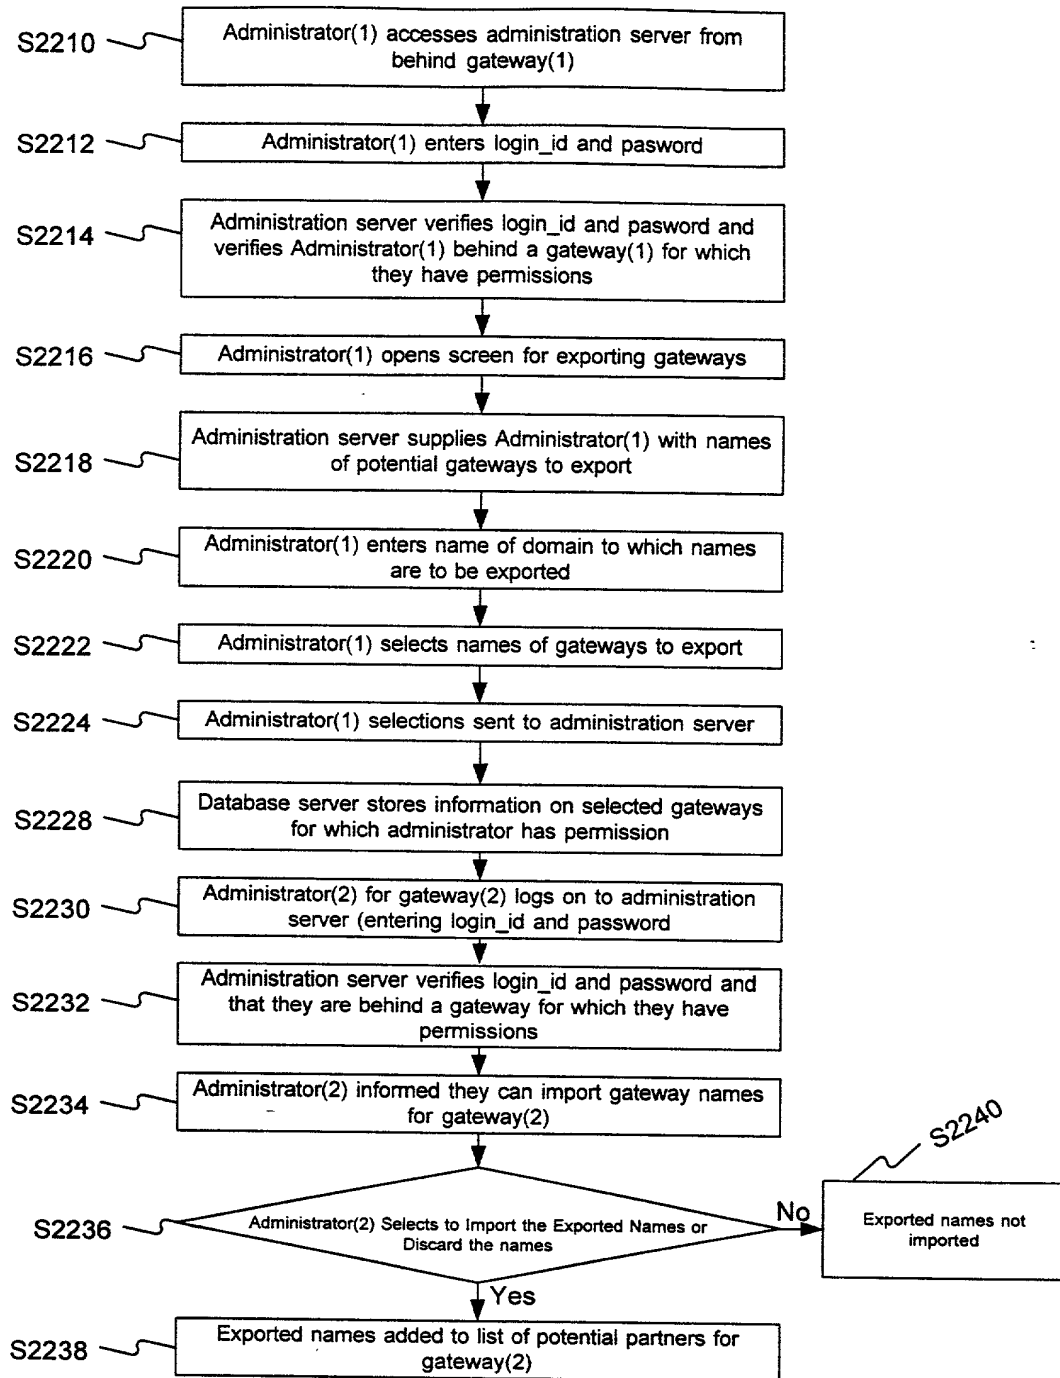 S2210
Administrator(1) accesses administration server from
behind gateway(1)
S2212
Administrator(1) enters login_id and pasword
S2214
Administration server verifies login_id and pasword and
verifies Administrator(1) behind a gateway(1) for which
they have permissions
S2216
Administrator(1) opens screen for exporting gateways
S2218
Administration server supplies Administrator(1) with names
of potential gateways to export
S2220
Administrator(1) enters name of domain to which names
are to be exported
S2222
Administrator(1) selects names of gateways to export
S2224
Administrator(1) selections sent to administration server
S2228
Database server stores information on selected gateways
for which administrator has permission
S2230
Administrator(2) for gateway(2) logs on to administration
server (entering login_id and password
S2232
Administration server verifies login_id and password and
that they are behind a gateway for which they have
permissions
S2234
Administrator(2) informed they can import gateway names
for gateway(2)
S2236
Administrator(2) Selects to Import the Exported Names or
Discard the names
No
S2240
Exported names not
imported
Yes
S2238
Exported names added to list of potential partners for
gateway(2)